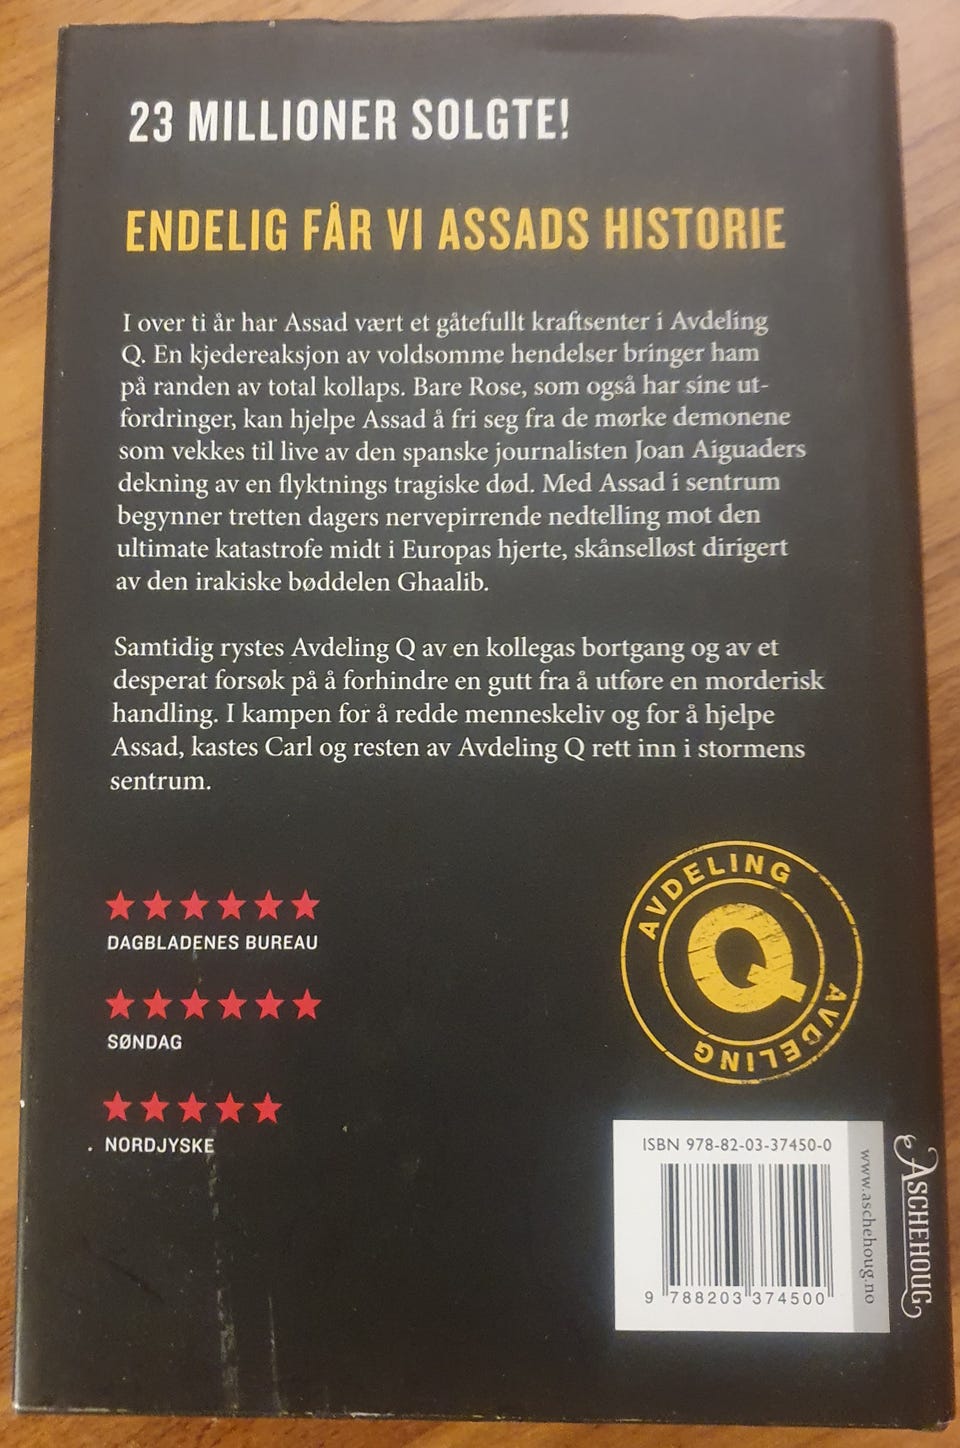 23 MILLIONER SOLGTE!
ENDELIG FÅR VI ASSADS HISTORIE
I over ti år har Assad vært et gåtefullt kraftsenter i Avdeling
Q. En kjedereaksjon av voldsomme hendelser bringer ham
på randen av total kollaps. Bare Rose, som også har sine ut-
fordringer, kan hjelpe Assad å fri seg fra de mørke demonene
som vekkes til live av den spanske journalisten Joan Aiguaders
dekning av en flyktnings tragiske død. Med Assad i sentrum
begynner tretten dagers nervepirrende nedtelling mot den
ultimate katastrofe midt i Europas hjerte, skånselløst dirigert
av den irakiske bøddelen Ghaalib.
Samtidig rystes Avdeling Q av en kollegas bortgang og av et
desperat forsøk på å forhindre en gutt fra å utføre en morderisk
handling. I kampen for å redde menneskeliv og for å hjelpe
Assad, kastes Carl og resten av Avdeling Q rett inn i stormens
sentrum.
★★★★★★
DAGBLADENES BUREAU
★★★★★★
SØNDAG
★★★★★
NORDJYSKE
AVDELING
Q
AVDELING
ISBN 978-82-03-37450-0
9 788203 374500
www.aschehoug.no
ASCHEHOUG